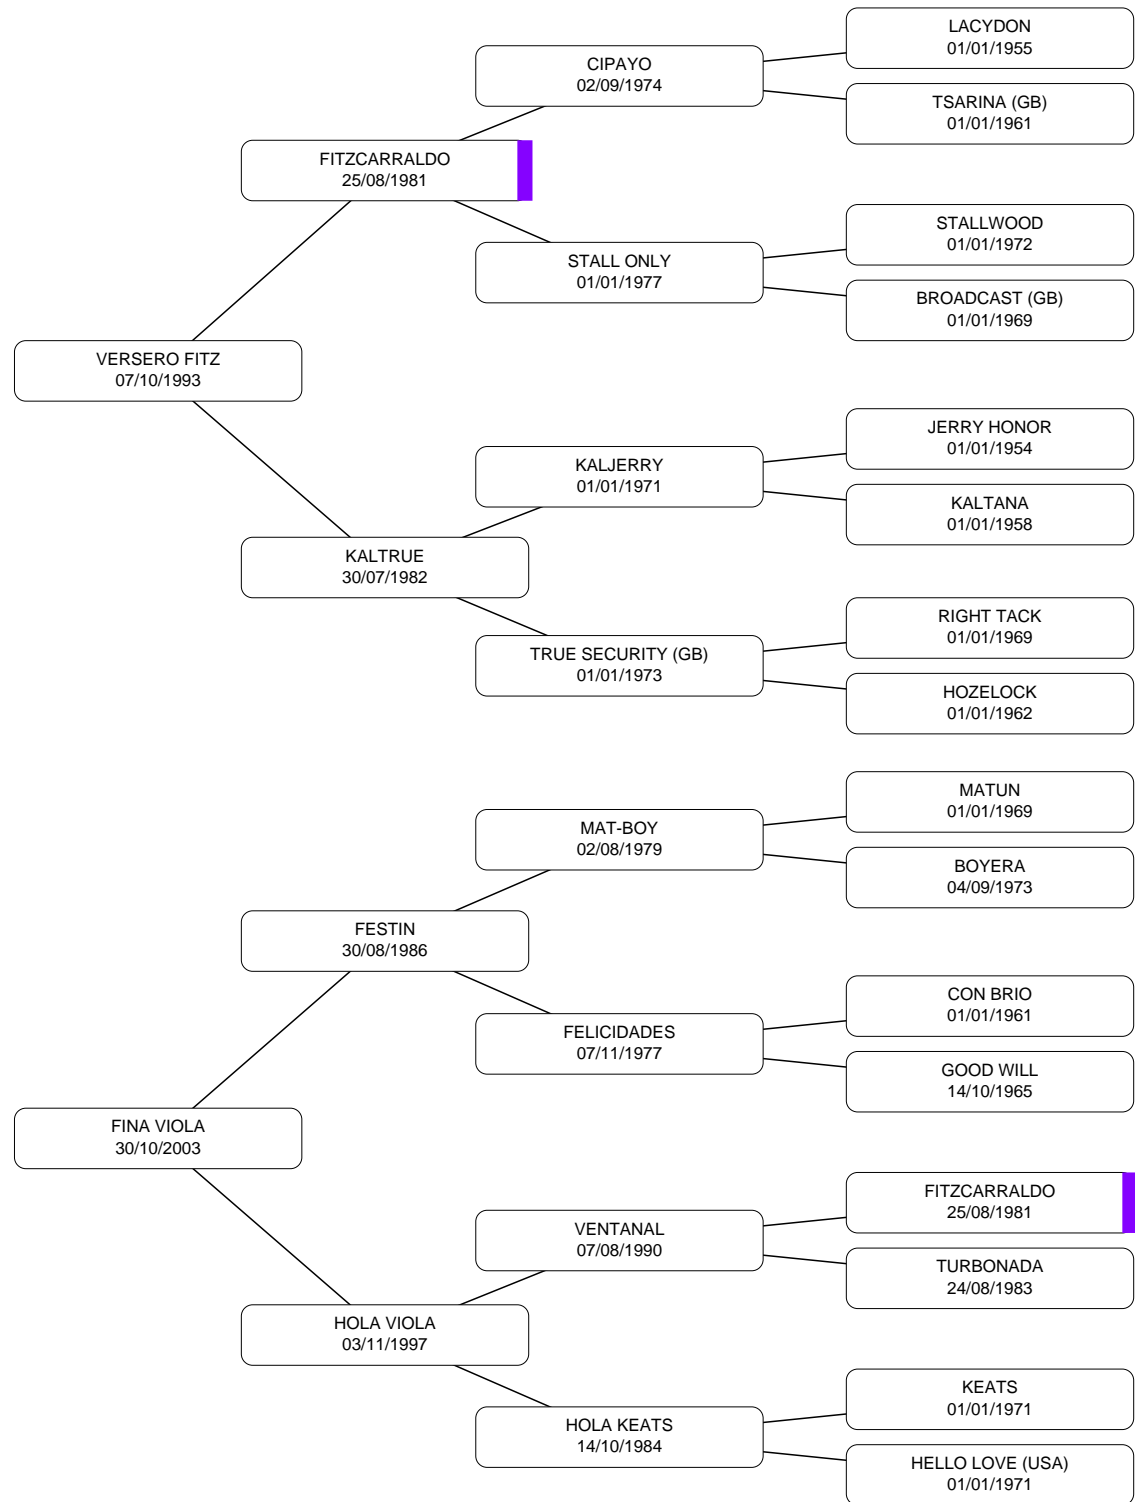 LACYDON
01/01/1955
CIPAYO
02/09/1974
TSARINA (GB)
01/01/1961
FITZCARRALDO
25/08/1981
STALLWOOD
01/01/1972
STALL ONLY
01/01/1977
BROADCAST (GB)
01/01/1969
VERSERO FITZ
07/10/1993
JERRY HONOR
01/01/1954
KALJERRY
01/01/1971
KALTANA
01/01/1958
KALTRUE
30/07/1982
RIGHT TACK
01/01/1969
TRUE SECURITY (GB)
01/01/1973
HOZELOCK
01/01/1962
MATUN
01/01/1969
MAT-BOY
02/08/1979
BOYERA
04/09/1973
FESTIN
30/08/1986
CON BRIO
01/01/1961
FELICIDADES
07/11/1977
GOOD WILL
14/10/1965
FINA VIOLA
30/10/2003
FITZCARRALDO
25/08/1981
VENTANAL
07/08/1990
TURBONADA
24/08/1983
HOLA VIOLA
03/11/1997
KEATS
01/01/1971
HOLA KEATS
14/10/1984
HELLO LOVE (USA)
01/01/1971